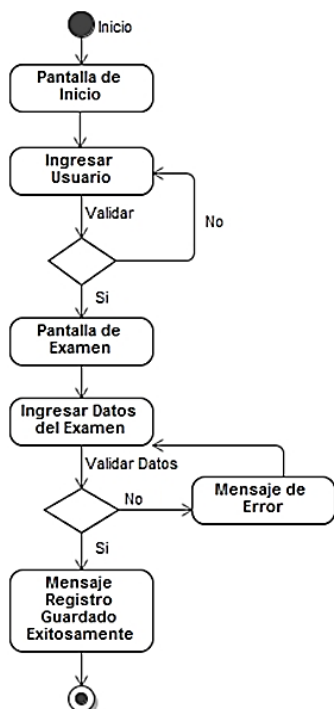 Inicio
Pantalla de
Inicio
Ingresar
Usuario
Validar
No
Si
Pantalla de
Examen
Ingresar Datos
del Examen
Validar Datos
No
Mensaje de
Error
Si
Mensaje
Registro
Guardado
Exitosamente